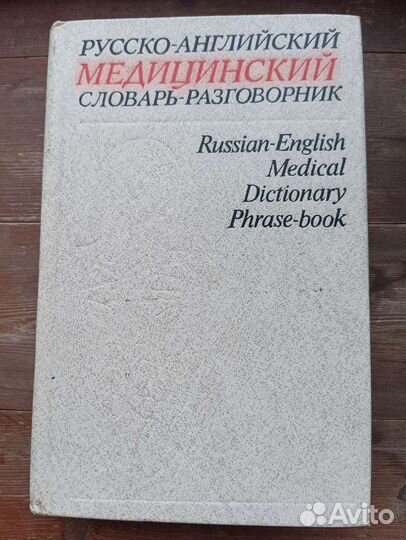 РУССКО-АНГЛИЙСКИЙ
МЕДИЦИНСКИЙ
СЛОВАРЬ-РАЗГОВОРНИК
Russian-English
Medical
Dictionary
Phrase-book
Avito